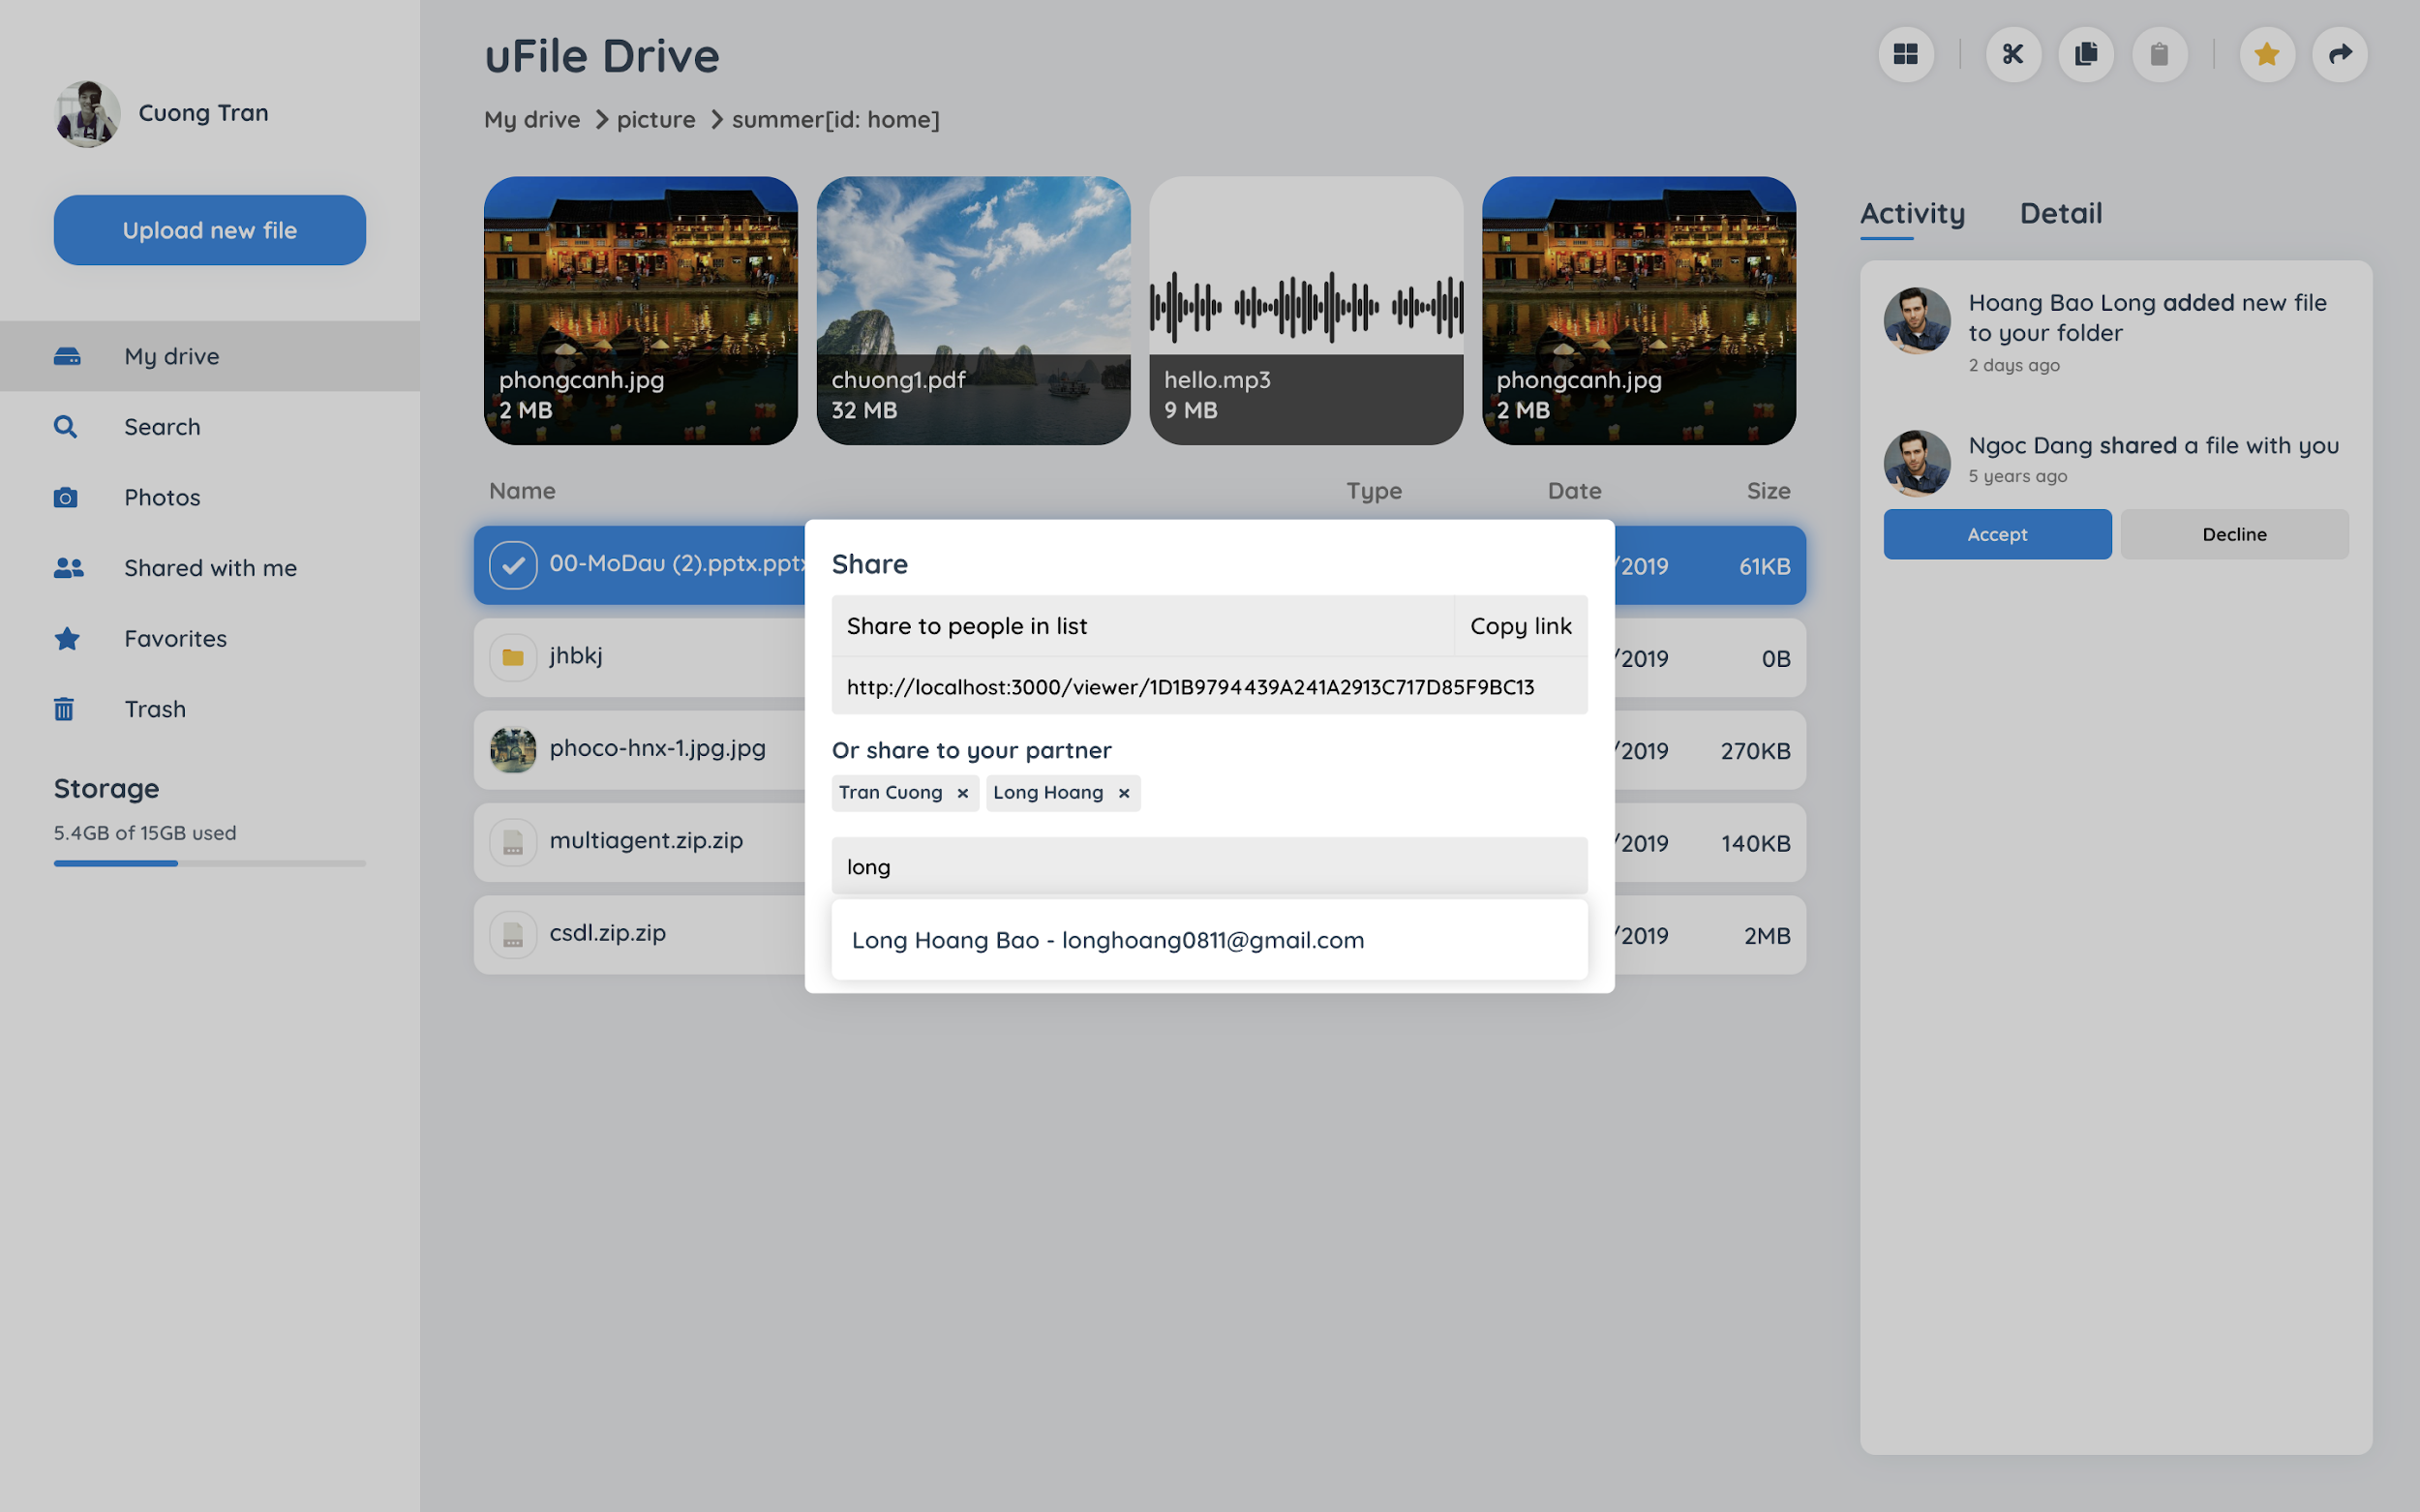 Cuong Tran
Upload new file
My drive
Search
Photos
Shared with me
Favorites
Trash
Storage
5.4GB of 15GB used
uFile Drive
My drive > picture > summer[id: home]
phongcanh.jpg
2 MB
chuong1.pdf
32 MB
hello.mp3
9 MB
phongcanh.jpg
2 MB
Name Type Date Size
00-MoDau (2).pptx.pptx /2019 61KB
jhbkj /2019 0B
phoco-hnx-1.jpg.jpg /2019 270KB
multiagent.zip.zip /2019 140KB
csdl.zip.zip /2019 2MB
Share
Share to people in list Copy link
http://localhost:3000/viewer/1D1B9794439A241A2913C717D85F9BC13
Or share to your partner
Tran Cuong × Long Hoang ×
long
Long Hoang Bao - longhoang0811@gmail.com
Activity Detail
Hoang Bao Long added new file
to your folder
2 days ago
Ngoc Dang shared a file with you
5 years ago
Accept Decline